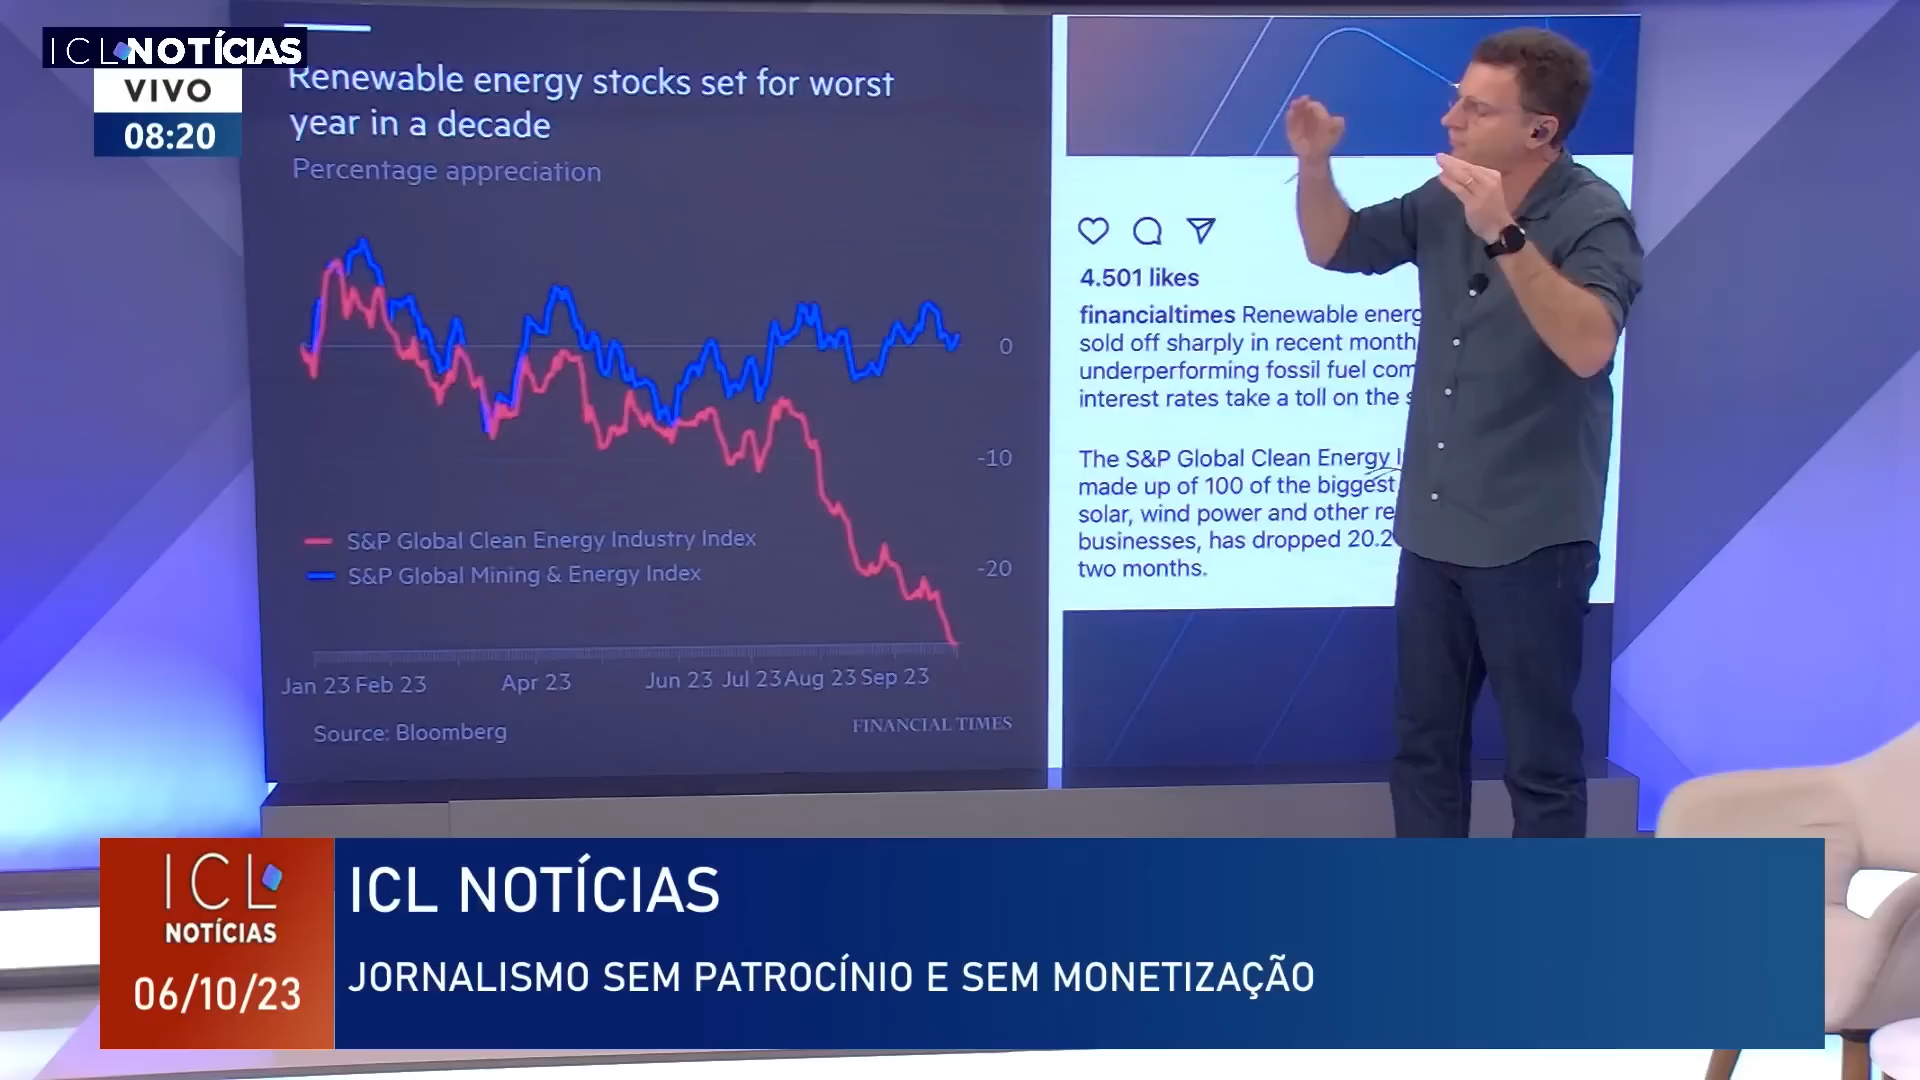 ICL NOTÍCIAS
VIVO
08:20
Renewable energy stocks set for worst
year in a decade
Percentage appreciation
0
-10
-20
S&P Global Clean Energy Industry Index
S&P Global Mining & Energy Index
Jan 23 Feb 23 Apr 23 Jun 23 Jul 23 Aug 23 Sep 23
Source: Bloomberg
FINANCIAL TIMES
4.501 likes
financialtimes Renewable energ
sold off sharply in recent month
underperforming fossil fuel com
interest rates take a toll on the
The S&P Global Clean Energy I
made up of 100 of the biggest
solar, wind power and other re
businesses, has dropped 20.2
two months.
ICL
NOTÍCIAS
06/10/23
ICL NOTÍCIAS
JORNALISMO SEM PATROCÍNIO E SEM MONETIZAÇÃO